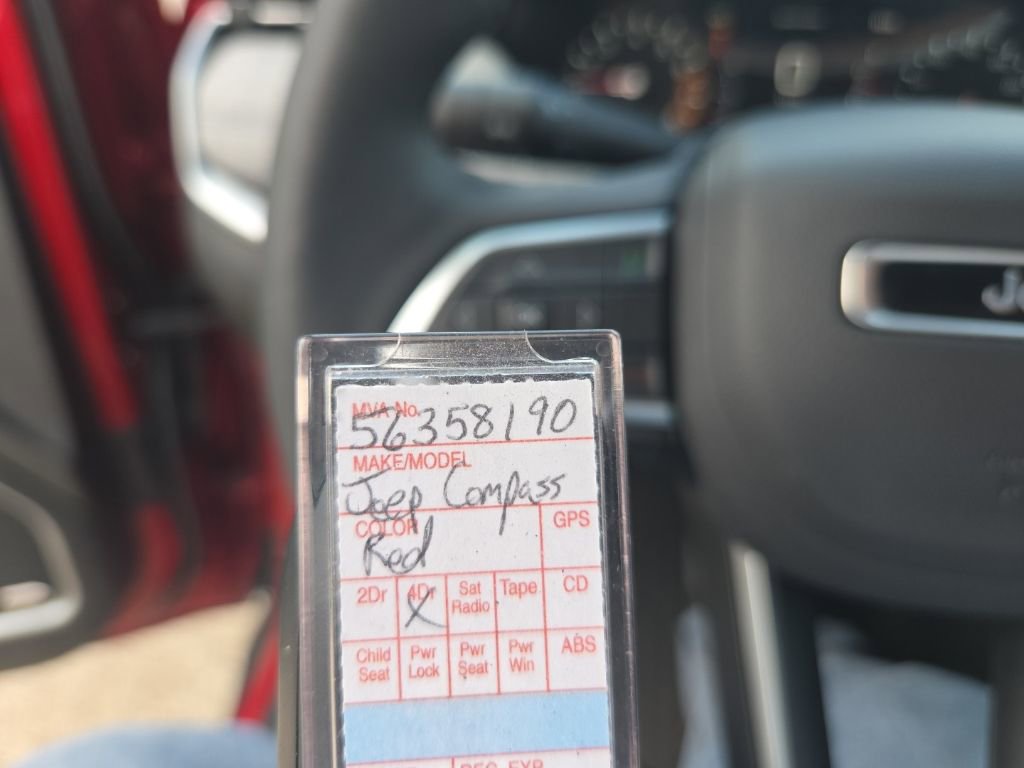 MVA No.
56358190
MAKE/MODEL
Jeep Compass
COLOR
GPS
Red
2Dr 4Dr Sat Radio Tape CD
X
Child Seat Pwr Lock Pwr Seat Pwr Win ABS